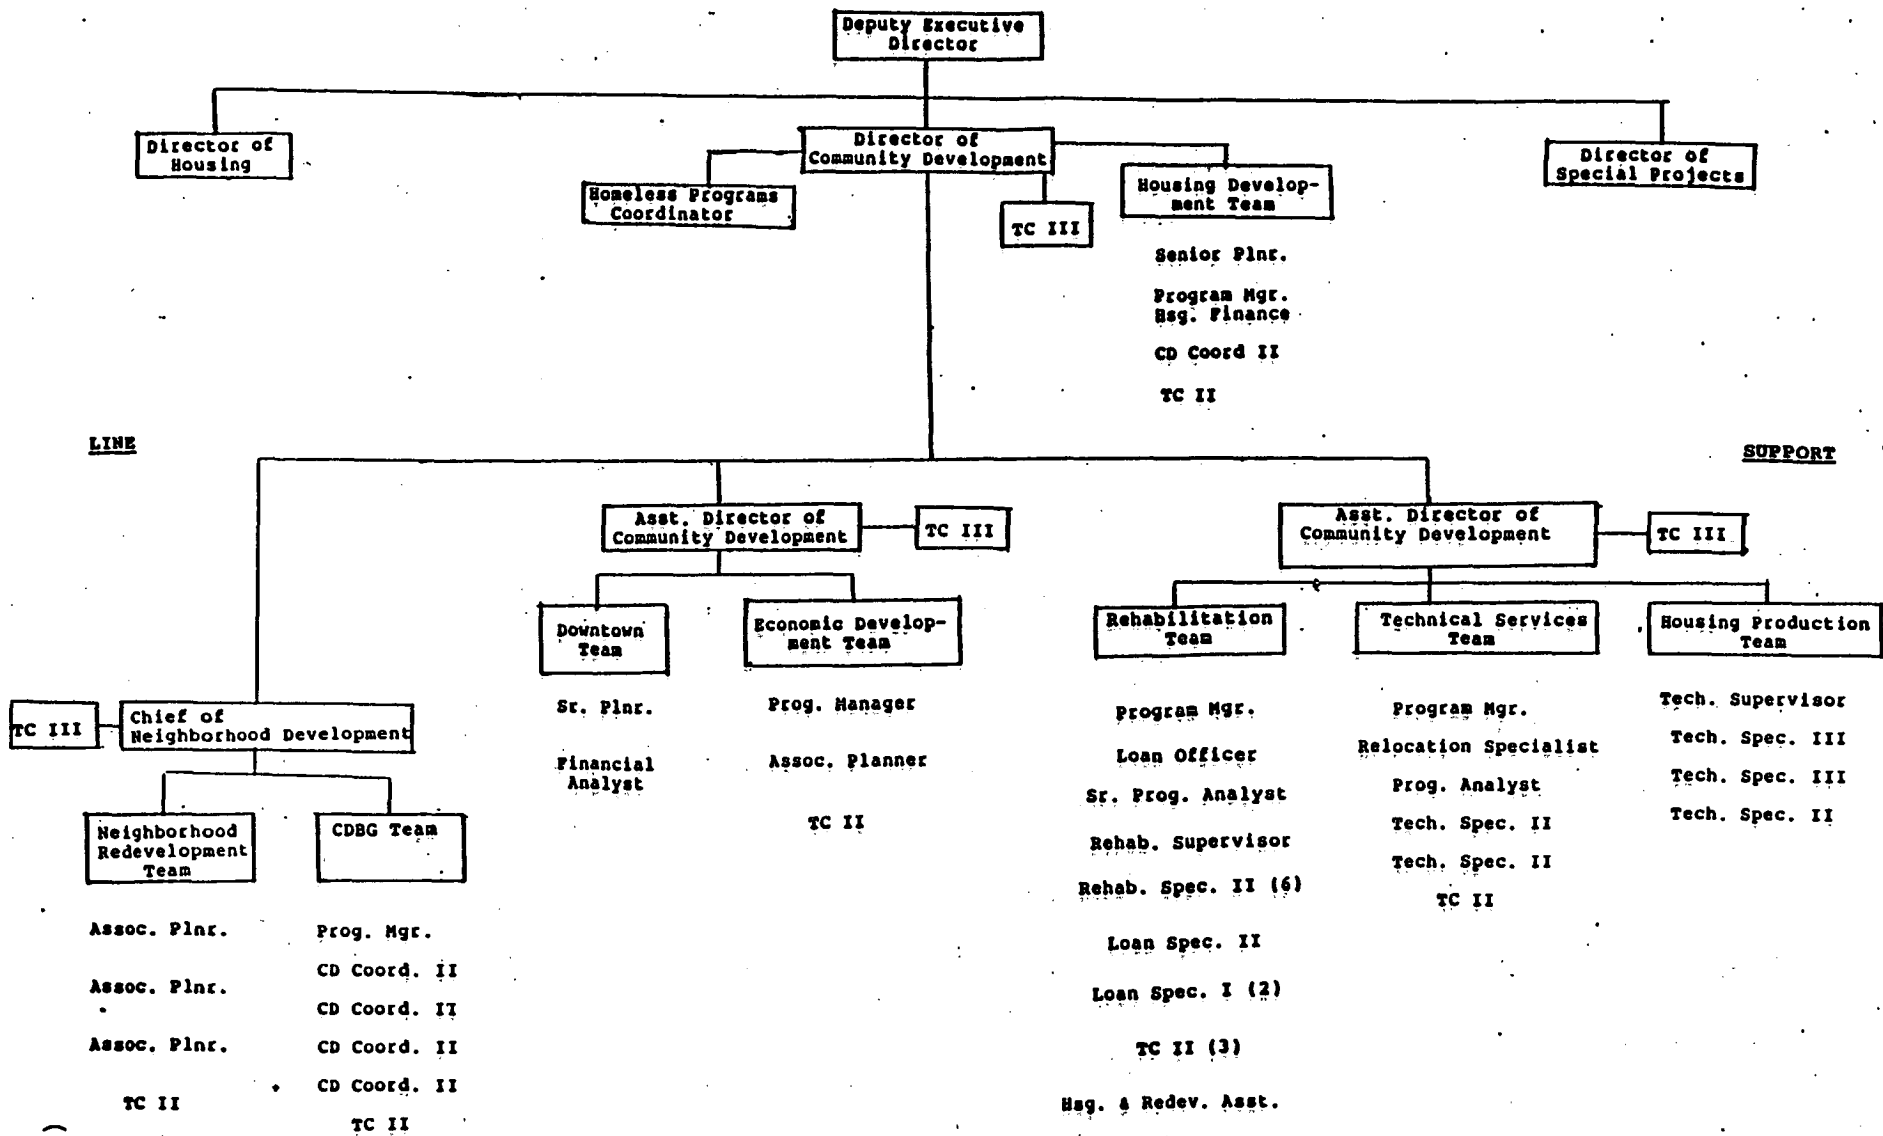 Deputy Executive
Director
Director of
Housing
Director of
Community Development
Director of
Special Projects
Homeless Programs
Coordinator
TC III
Housing Develop-
ment Team
Senior Plnr.
Program Mgr.
Hsg. Finance
CD Coord II
TC II
LINE
SUPPORT
Asst. Director of
Community Development
TC III
Asst. Director of
Community Development
TC III
Downtown
Team
Sr. Plnr.
Financial
Analyst
Economic Develop-
ment Team
Prog. Manager
Assoc. Planner
TC II
Rehabilitation
Team
Program Mgr.
Loan Officer
Sr. Prog. Analyst
Rehab. Supervisor
Rehab. Spec. II (6)
Loan Spec. II
Loan Spec. I (2)
TC II (3)
Hsg. & Redev. Asst.
Technical Services
Team
Program Mgr.
Relocation Specialist
Prog. Analyst
Tech. Spec. II
Tech. Spec. II
TC II
Housing Production
Team
Tech. Supervisor
Tech. Spec. III
Tech. Spec. III
Tech. Spec. II
TC III
Chief of
Neighborhood Development
Neighborhood
Redevelopment
Team
Assoc. Plnr.
Assoc. Plnr.
Assoc. Plnr.
TC II
CDBG Team
Prog. Mgr.
CD Coord. II
CD Coord. II
CD Coord. II
CD Coord. II
TC II